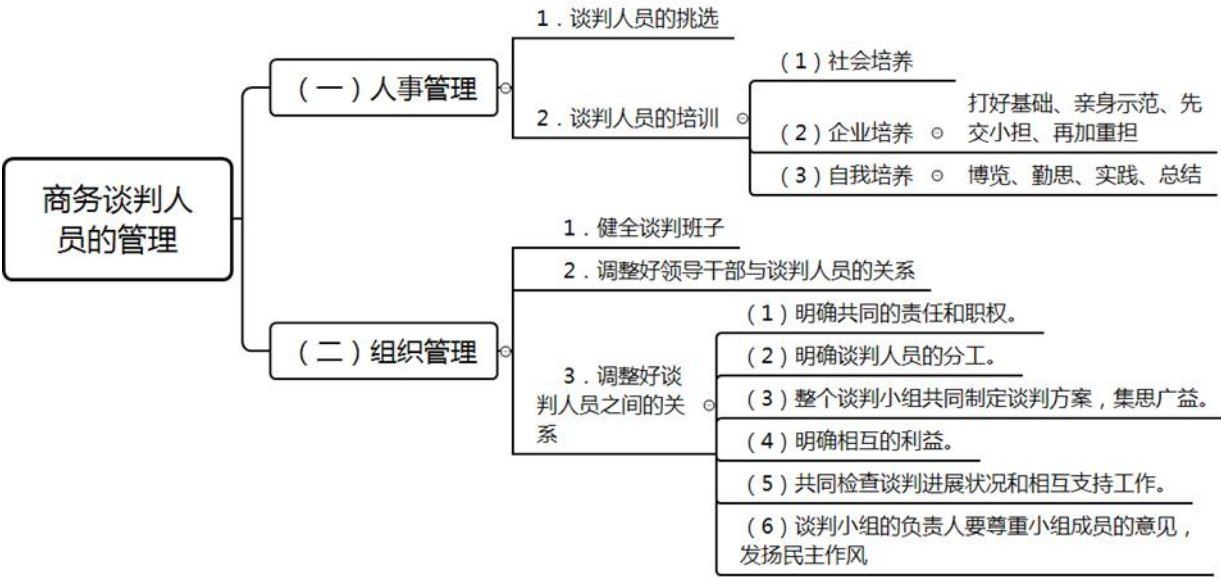 商务谈判人
员的管理
（一）人事管理
1．谈判人员的挑选
2．谈判人员的培训
（1）社会培养
（2）企业培养
打好基础、亲身示范、先
交小担、再加重担
（3）自我培养
博览、勤思、实践、总结
（二）组织管理
1．健全谈判班子
2．调整好领导干部与谈判人员的关系
3．调整好谈
判人员之间的关
系
（1）明确共同的责任和职权。
（2）明确谈判人员的分工。
（3）整个谈判小组共同制定谈判方案，集思广益。
（4）明确相互的利益。
（5）共同检查谈判进展状况和相互支持工作。
（6）谈判小组的负责人要尊重小组成员的意见，
发扬民主作风